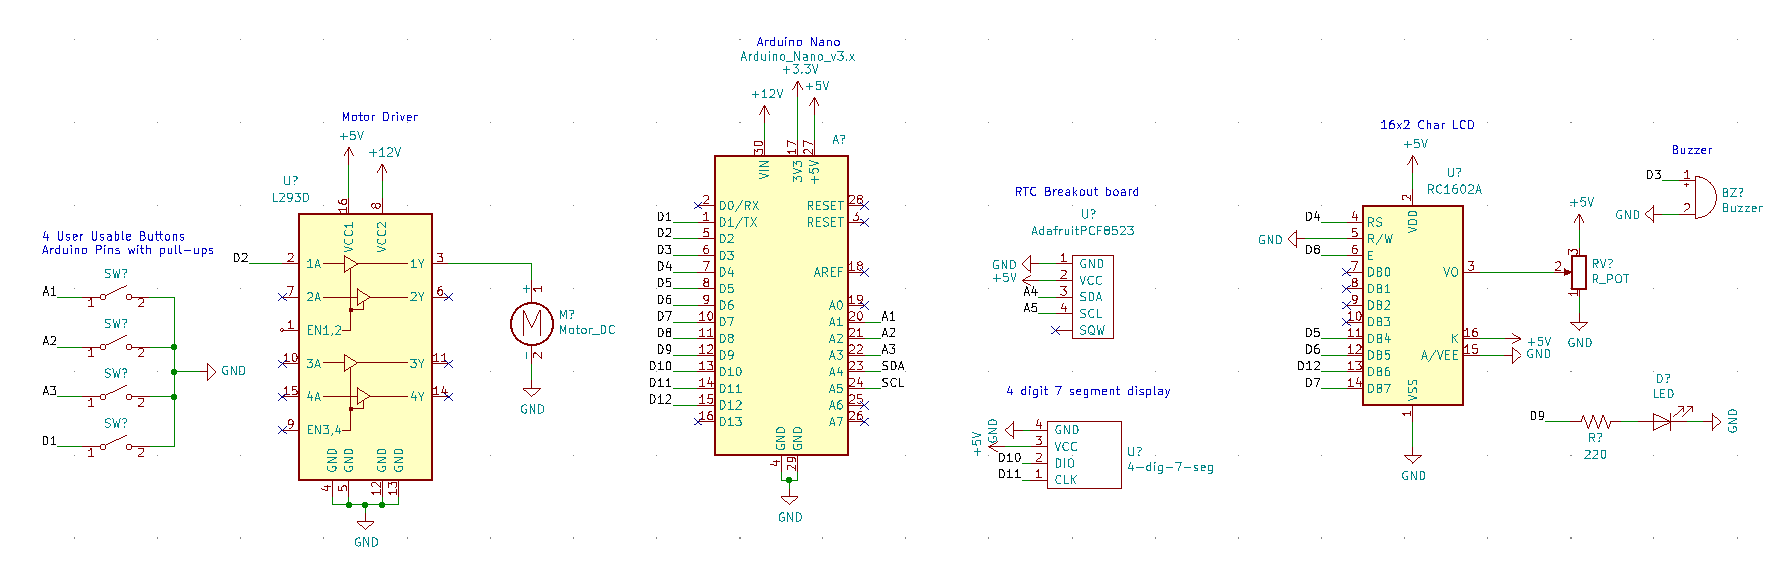 4 User Usable Buttons
Arduino Pins with pull-ups
SW?
A1 1 2
SW?
A2 1 2
SW?
A3 1 2
SW?
D1 1 2
GND
Motor Driver
+5V
+12V
U?
L293D
16 8
VCC1 VCC2
D2 2 1A 1Y 3
7 2A 2Y 6
1 EN1,2
10 3A 3Y 11
15 4A 4Y 14
9 EN3,4
GND GND GND GND
4 5 12 13
GND
+ 1
M
M?
Motor_DC
- 2
GND
Arduino Nano
Arduino_Nano_v3.x
+3.3V
+12V
+5V
A?
30 17 27
VIN 3V3 +5V
2 D0/RX RESET 28
D1 1 D1/TX RESET 3
D2 5 D2
D3 6 D3
D4 7 D4 AREF 18
D5 8 D5
D6 9 D6 A0 19
D7 10 D7 A1 20 A1
D8 11 D8 A2 21 A2
D9 12 D9 A3 22 A3
D10 13 D10 A4 23 SDA
D11 14 D11 A5 24 SCL
D12 15 D12 A6 25
16 D13 A7 26
GND GND
4 29
GND
RTC Breakout board
U?
AdafruitPCF8523
GND 1 GND
+5V 2 VCC
A4 3 SDA
A5 4 SCL
SQW
4 digit 7 segment display
GND 4 GND
+5V 3 VCC
D10 2 DIO
D11 1 CLK
U?
4-dig-7-seg
16x2 Char LCD
+5V
U?
RC1602A
2
VDD
D4 4 RS
GND 5 R/W
D8 6 E
7 DB0 VO 3
8 DB1
9 DB2
10 DB3
D5 11 DB4 K 16 +5V
D6 12 DB5 A/VEE 15 GND
D12 13 DB6
D7 14 DB7
VSS
1
GND
+5V
3
2
RV?
R_POT
1
GND
Buzzer
D3 1
+
BZ?
Buzzer
GND 2
D?
LED
D9
R?
220
GND